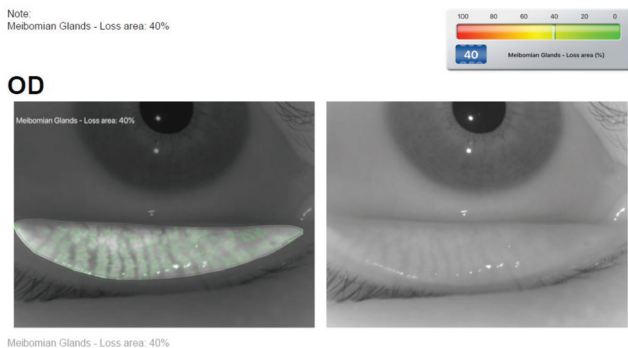 Note:
Meibomian Glands - Loss area: 40%
100 80 60 40 20 0
40 Meibomian Glands - Loss area (%)
OD
Meibomian Glands - Loss area: 40%
Meibomian Glands - Loss area: 40%